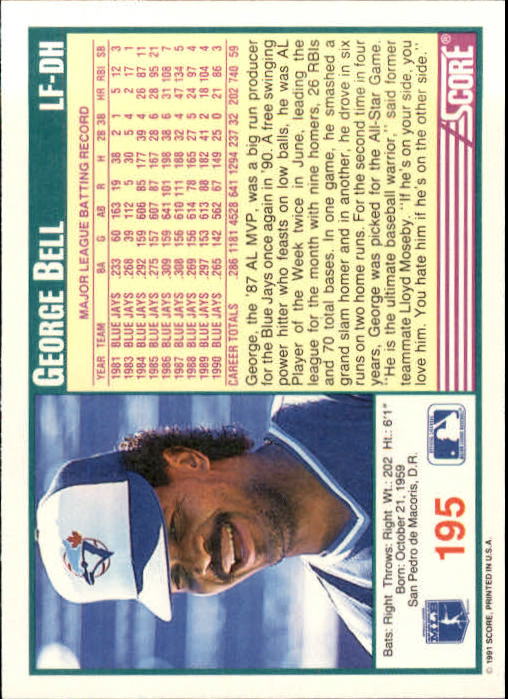 GEORGE BELL LF-DH
MAJOR LEAGUE BATTING RECORD
YEAR TEAM BA G AB R H 2B 3B HR RBI SB
1981 BLUE JAYS .233 60 163 19 38 2 1 5 12 3
1983 BLUE JAYS .268 39 112 5 30 5 4 2 17 1
1984 BLUE JAYS .292 159 606 85 177 39 4 26 87 11
1985 BLUE JAYS .275 157 607 87 167 28 6 28 95 21
1986 BLUE JAYS .309 159 641 101 198 38 6 31 108 7
1987 BLUE JAYS .308 156 610 111 188 32 4 47 134 5
1988 BLUE JAYS .269 156 614 78 165 27 5 24 97 4
1989 BLUE JAYS .297 153 613 88 182 41 2 18 104 4
1990 BLUE JAYS .265 142 562 67 149 25 0 21 86 3
CAREER TOTALS .286 1181 4528 641 1294 237 32 202 740 59
George, the '87 AL MVP, was a big run producer
for the Blue Jays once again in '90. A free swinging
power hitter who feasts on low balls, he was AL
Player of the Week twice in June, leading the
league for the month with nine homers, 26 RBIs
and 70 total bases. In one game, he smashed a
grand slam homer and in another, he drove in six
runs on two home runs. For the second time in four
years, George was picked for the All-Star Game.
"He is the ultimate baseball warrior," said former
teammate Lloyd Moseby. "If he's on your side, you
love him. You hate him if he's on the other side."
SCORE
Bats: Right Throws: Right Wt.: 202 Ht.: 6'1"
Born: October 21, 1959
San Pedro de Macoris, D.R.
195
© 1991 SCORE, PRINTED IN U.S.A.